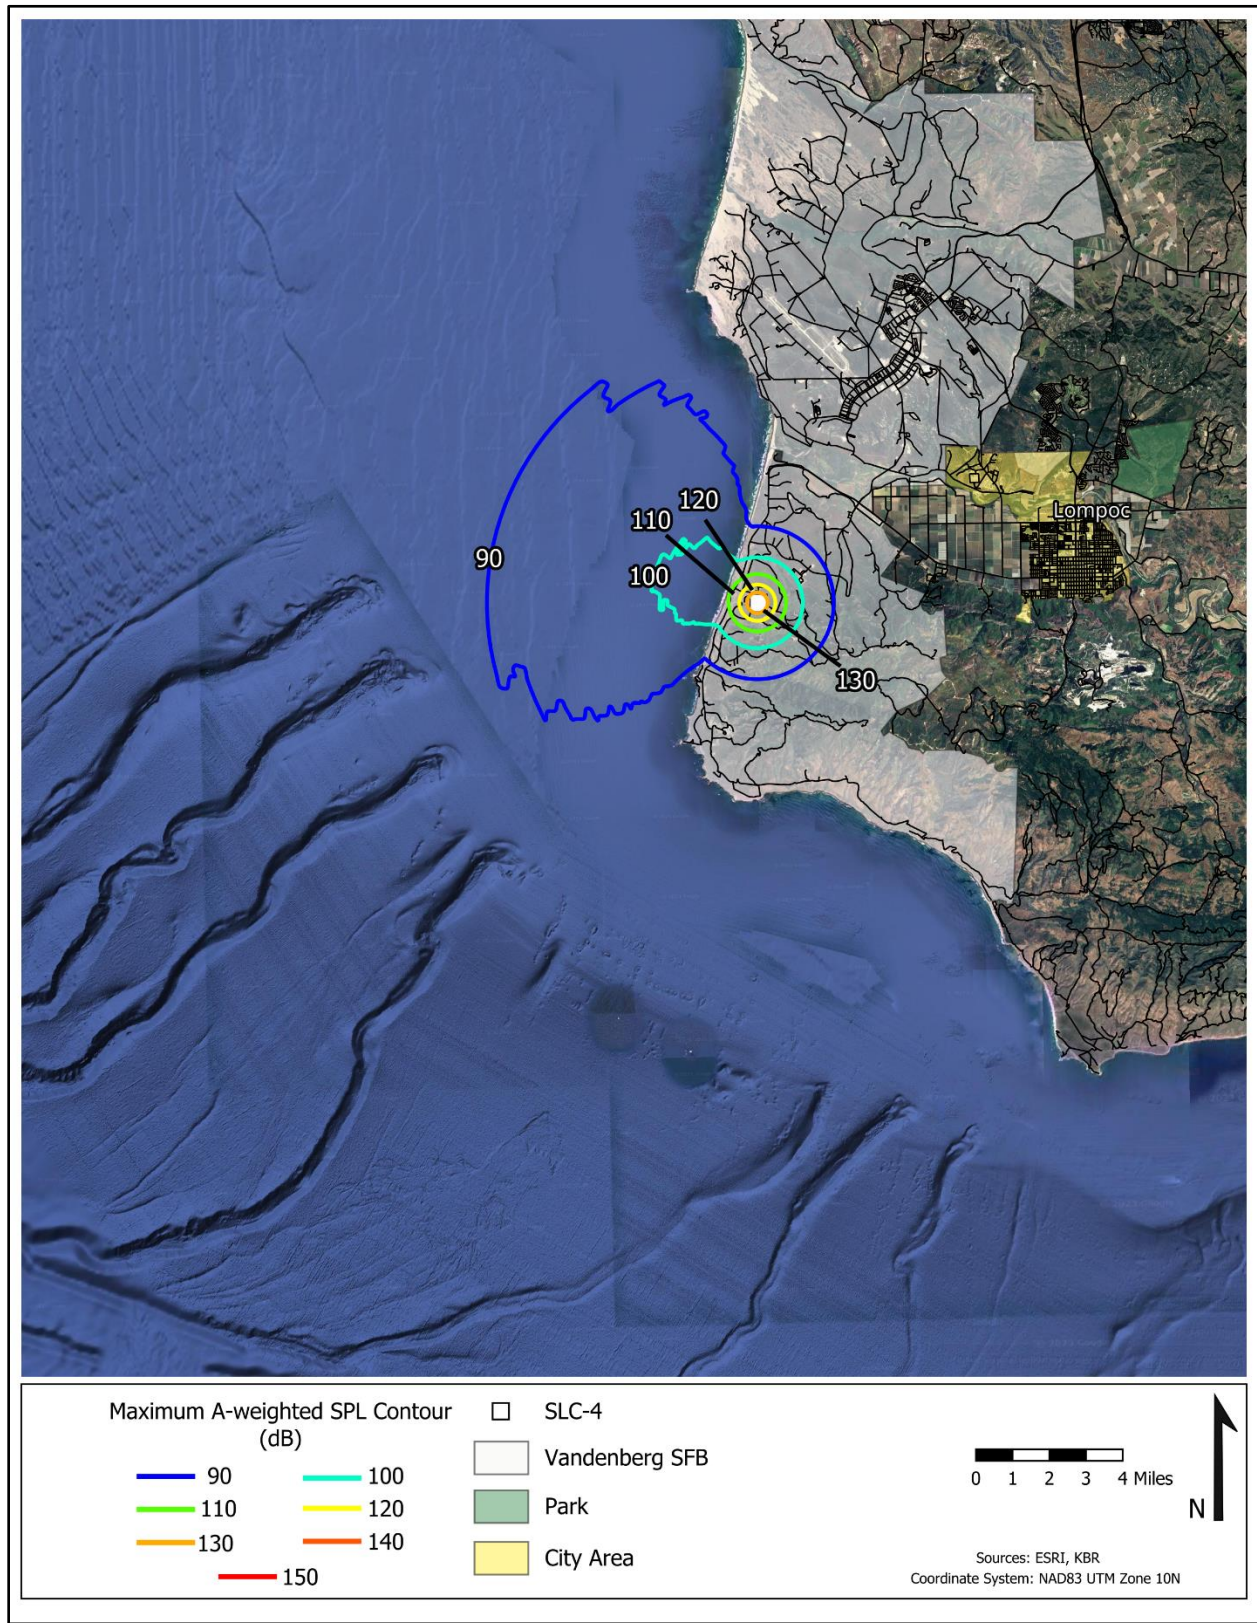 Lompoc
120
110
90
100
130
Maximum A-weighted SPL Contour
(dB)
90
100
110
120
130
140
150
SLC-4
Vandenberg SFB
Park
City Area
0 1 2 3 4 Miles
N
Sources: ESRI, KBR
Coordinate System: NAD83 UTM Zone 10N